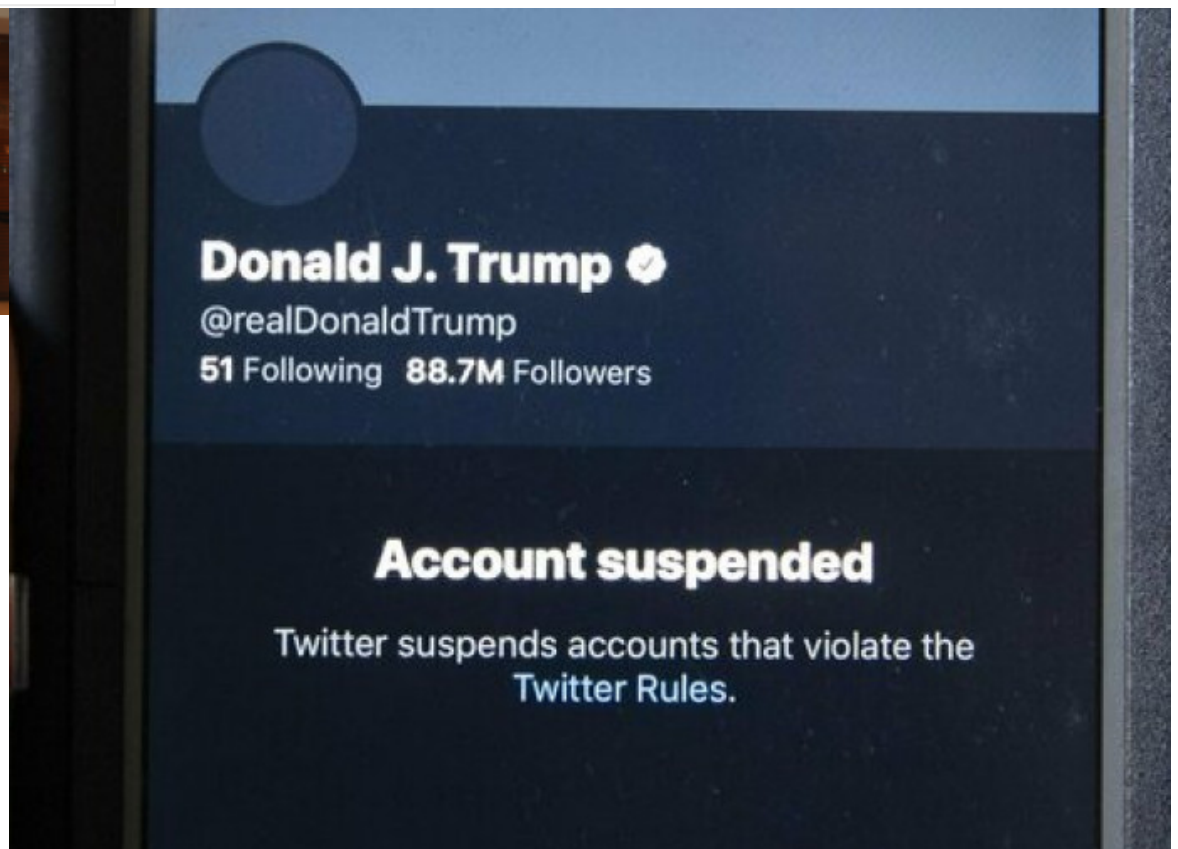 Donald J. Trump
@realDonaldTrump
51 Following 88.7M Followers
Account suspended
Twitter suspends accounts that violate the
Twitter Rules.